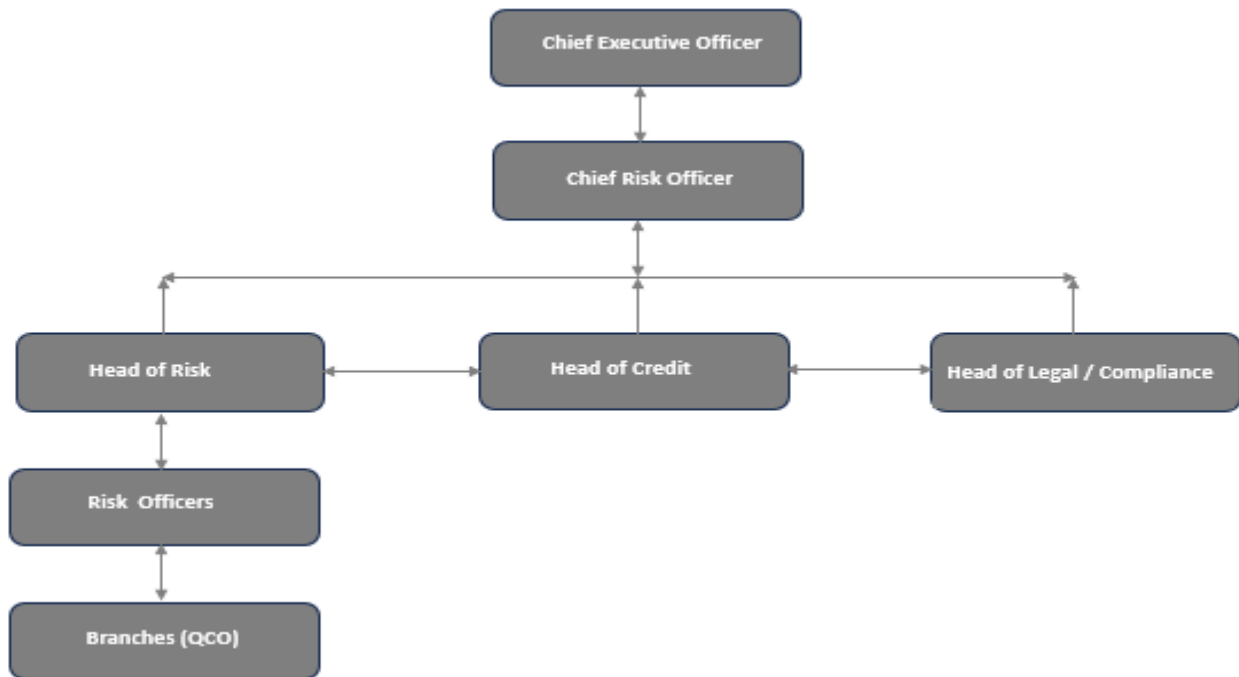 Chief Executive Officer
Chief Risk Officer
Head of Risk
Head of Credit
Head of Legal / Compliance
Risk Officers
Branches (QCO)